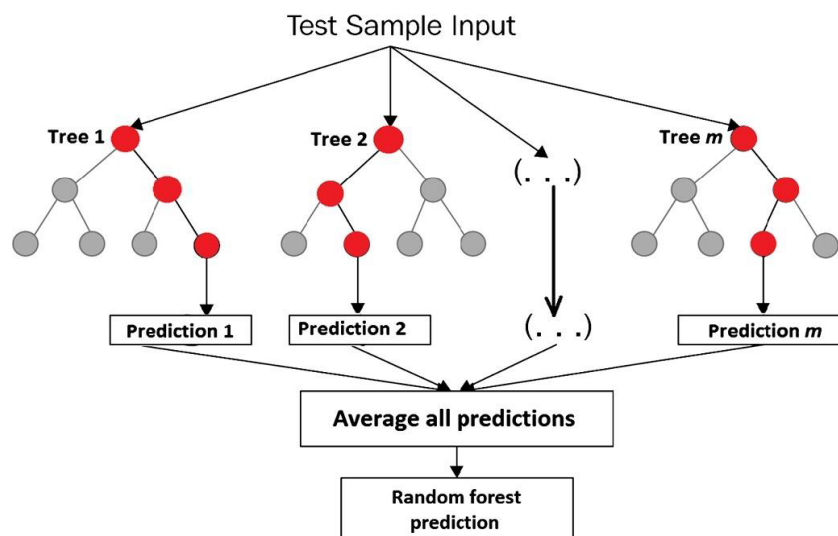 Test Sample Input
Tree 1
Tree 2
(. . .)
Tree m
Prediction 1
Prediction 2
(. . .)
Prediction m
Average all predictions
Random forest
prediction